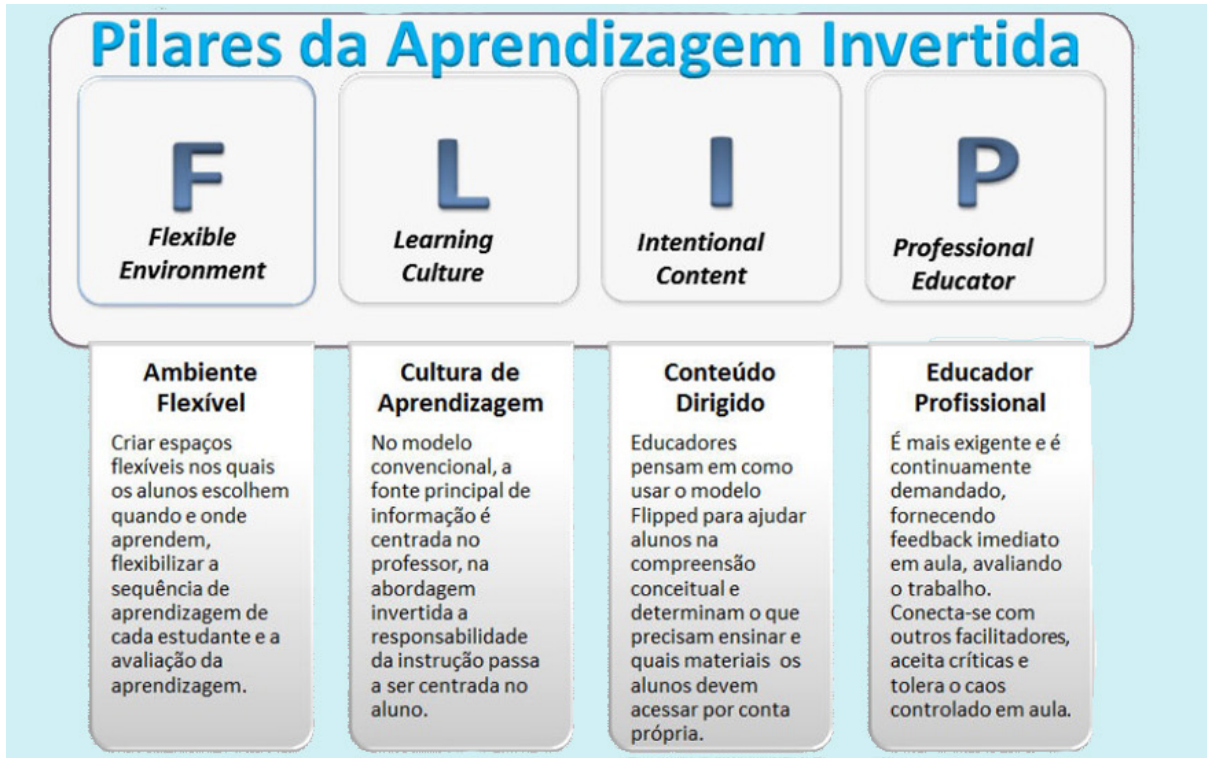 Pilares da Aprendizagem Invertida
F
Flexible
Environment
L
Learning
Culture
I
Intentional
Content
P
Professional
Educator
Ambiente
Flexível
Criar espaços
flexíveis nos quais
os alunos escolhem
quando e onde
aprendem,
flexibilizar a
sequência de
aprendizagem de
cada estudante e a
avaliação da
aprendizagem.
Cultura de
Aprendizagem
No modelo
convencional, a
fonte principal de
informação é
centrada no
professor, na
abordagem
invertida a
responsabilidade
da instrução passa
a ser centrada no
aluno.
Conteúdo
Dirigido
Educadores
pensam em como
usar o modelo
Flipped para ajudar
alunos na
compreensão
conceitual e
determinam o que
precisam ensinar e
quais materiais os
alunos devem
acessar por conta
própria.
Educador
Profissional
É mais exigente e é
continuamente
demandado,
fornecendo
feedback imediato
em aula, avaliando
o trabalho.
Conecta-se com
outros facilitadores,
aceita críticas e
tolera o caos
controlado em aula.